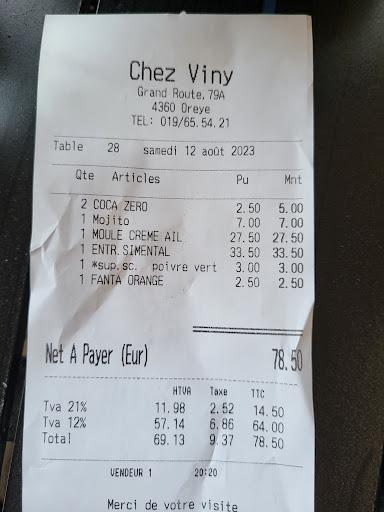 Chez Viny
Grand Route, 79A
4360 Oreye
TEL: 019/65.54.21
Table 28 samedi 12 août 2023
Qte Articles Pu Mnt
2 COCA ZERO 2.50 5.00
1 Mojito 7.00 7.00
1 MOULE CREME AIL 27.50 27.50
1 ENTR.SIMENTAL 33.50 33.50
1 *sup.sc. poivre vert 3.00 3.00
1 FANTA ORANGE 2.50 2.50
Net A Payer (Eur) 78.50
HTVA Taxe TTC
Tva 21% 11.98 2.52 14.50
Tva 12% 57.14 6.86 64.00
Total 69.13 9.37 78.50
VENDEUR 1 20:20
Merci de votre visite